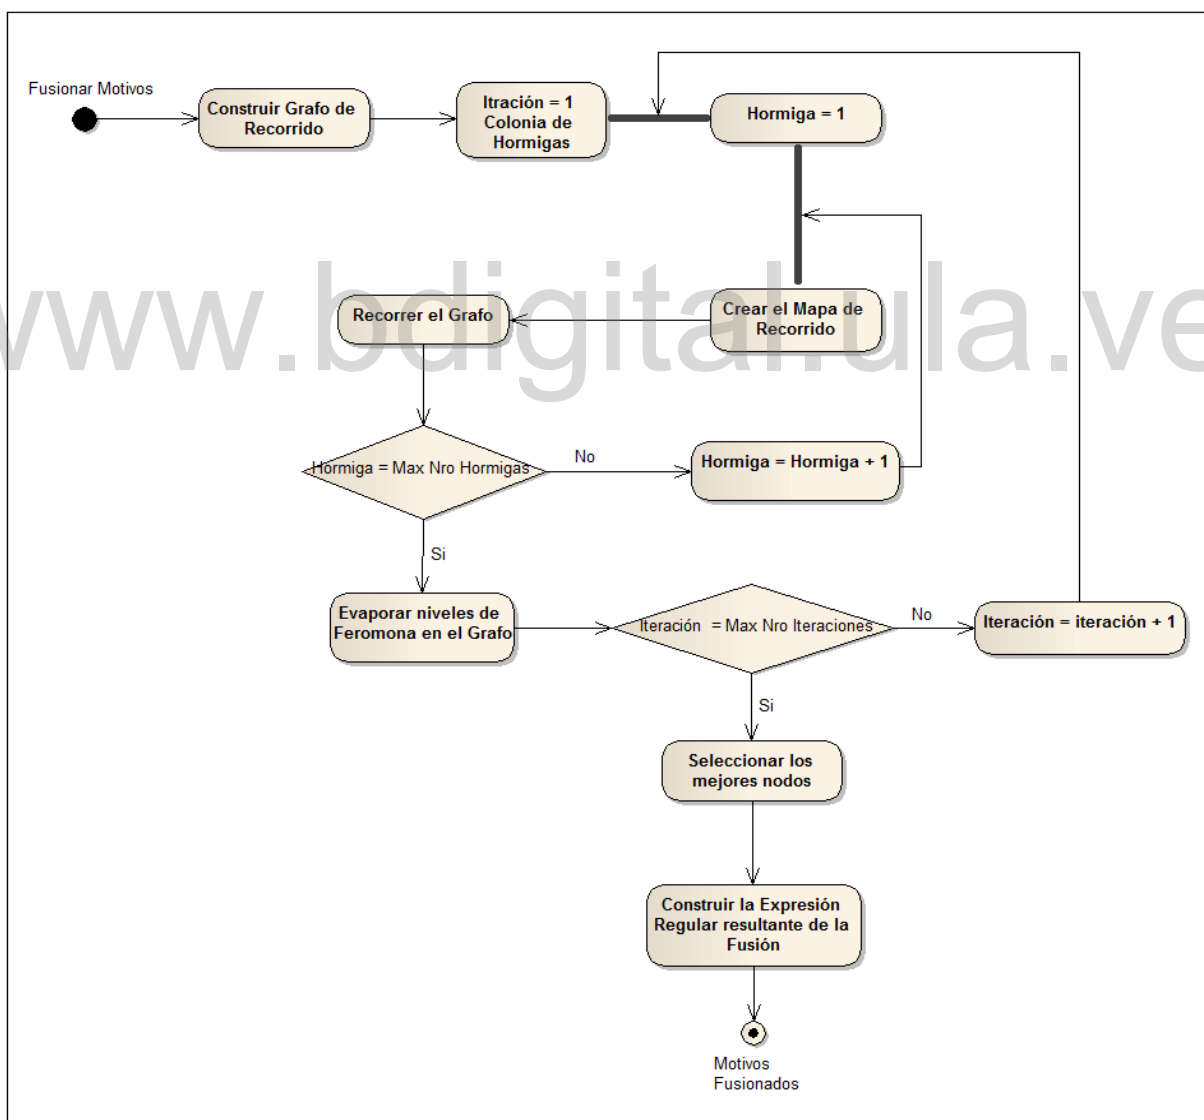 Fusionar Motivos
Construir Grafo de
Recorrido
Itración = 1
Colonia de
Hormigas
Hormiga = 1
www.bdigital.ula.ve
Recorrer el Grafo
Crear el Mapa de
Recorrido
Hormiga = Max Nro Hormigas
No
Hormiga = Hormiga + 1
Si
Evaporar niveles de
Feromona en el Grafo
Iteración = Max Nro Iteraciones
No
Iteración = iteración + 1
Si
Seleccionar los
mejores nodos
Construir la Expresión
Regular resultante de la
Fusión
Motivos
Fusionados